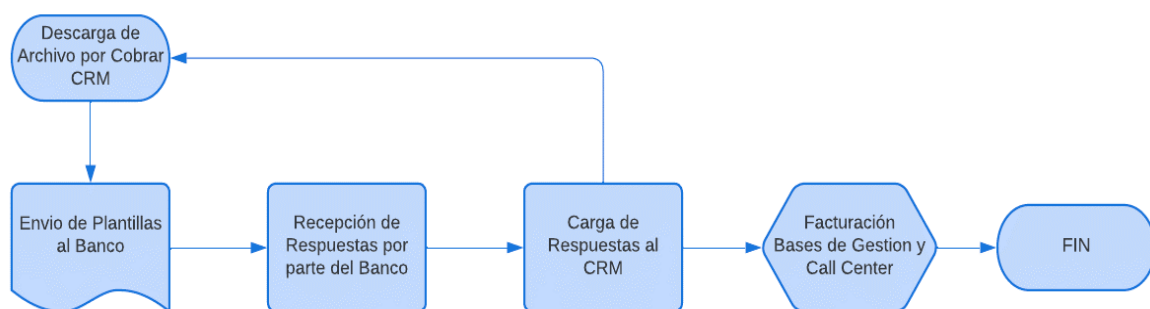 Descarga de
Archivo por Cobrar
CRM
Envio de Plantillas
al Banco
Recepción de
Respuestas por
parte del Banco
Carga de
Respuestas al
CRM
Facturación
Bases de Gestion y
Call Center
FIN